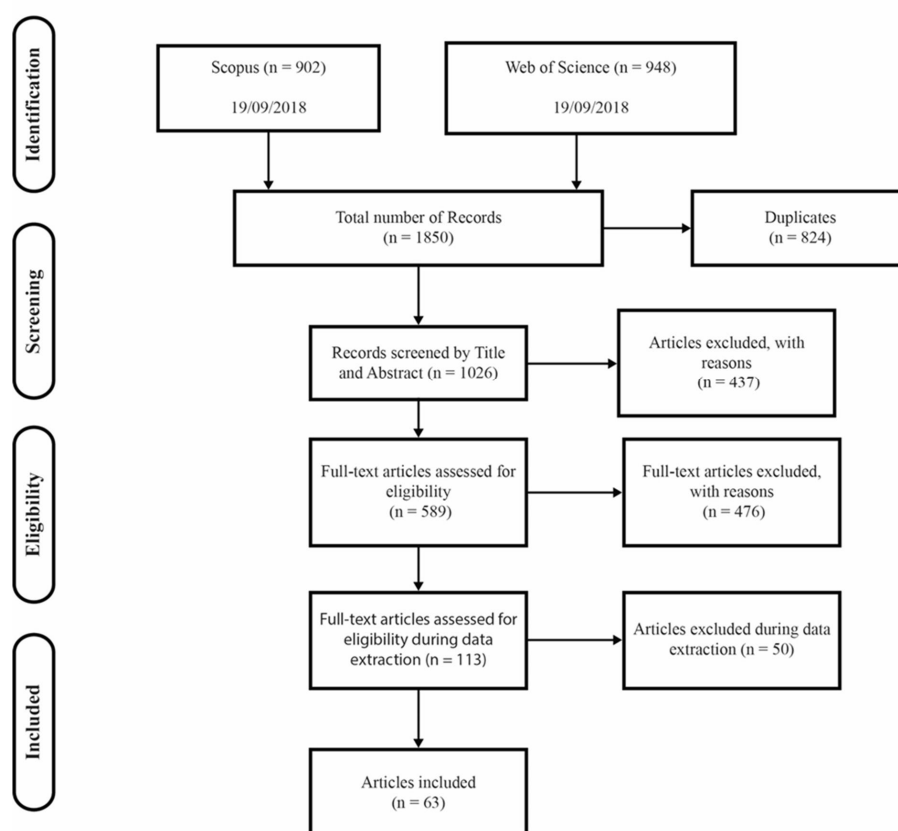 Identification
Scopus (n = 902)
19/09/2018
Web of Science (n = 948)
19/09/2018
Total number of Records
(n = 1850)
Duplicates
(n = 824)
Screening
Records screened by Title
and Abstract (n = 1026)
Articles excluded, with
reasons
(n = 437)
Eligibility
Full-text articles assessed for
eligibility
(n = 589)
Full-text articles excluded,
with reasons
(n = 476)
Full-text articles assessed for
eligibility during data
extraction (n = 113)
Articles excluded during data
extraction (n = 50)
Included
Articles included
(n = 63)